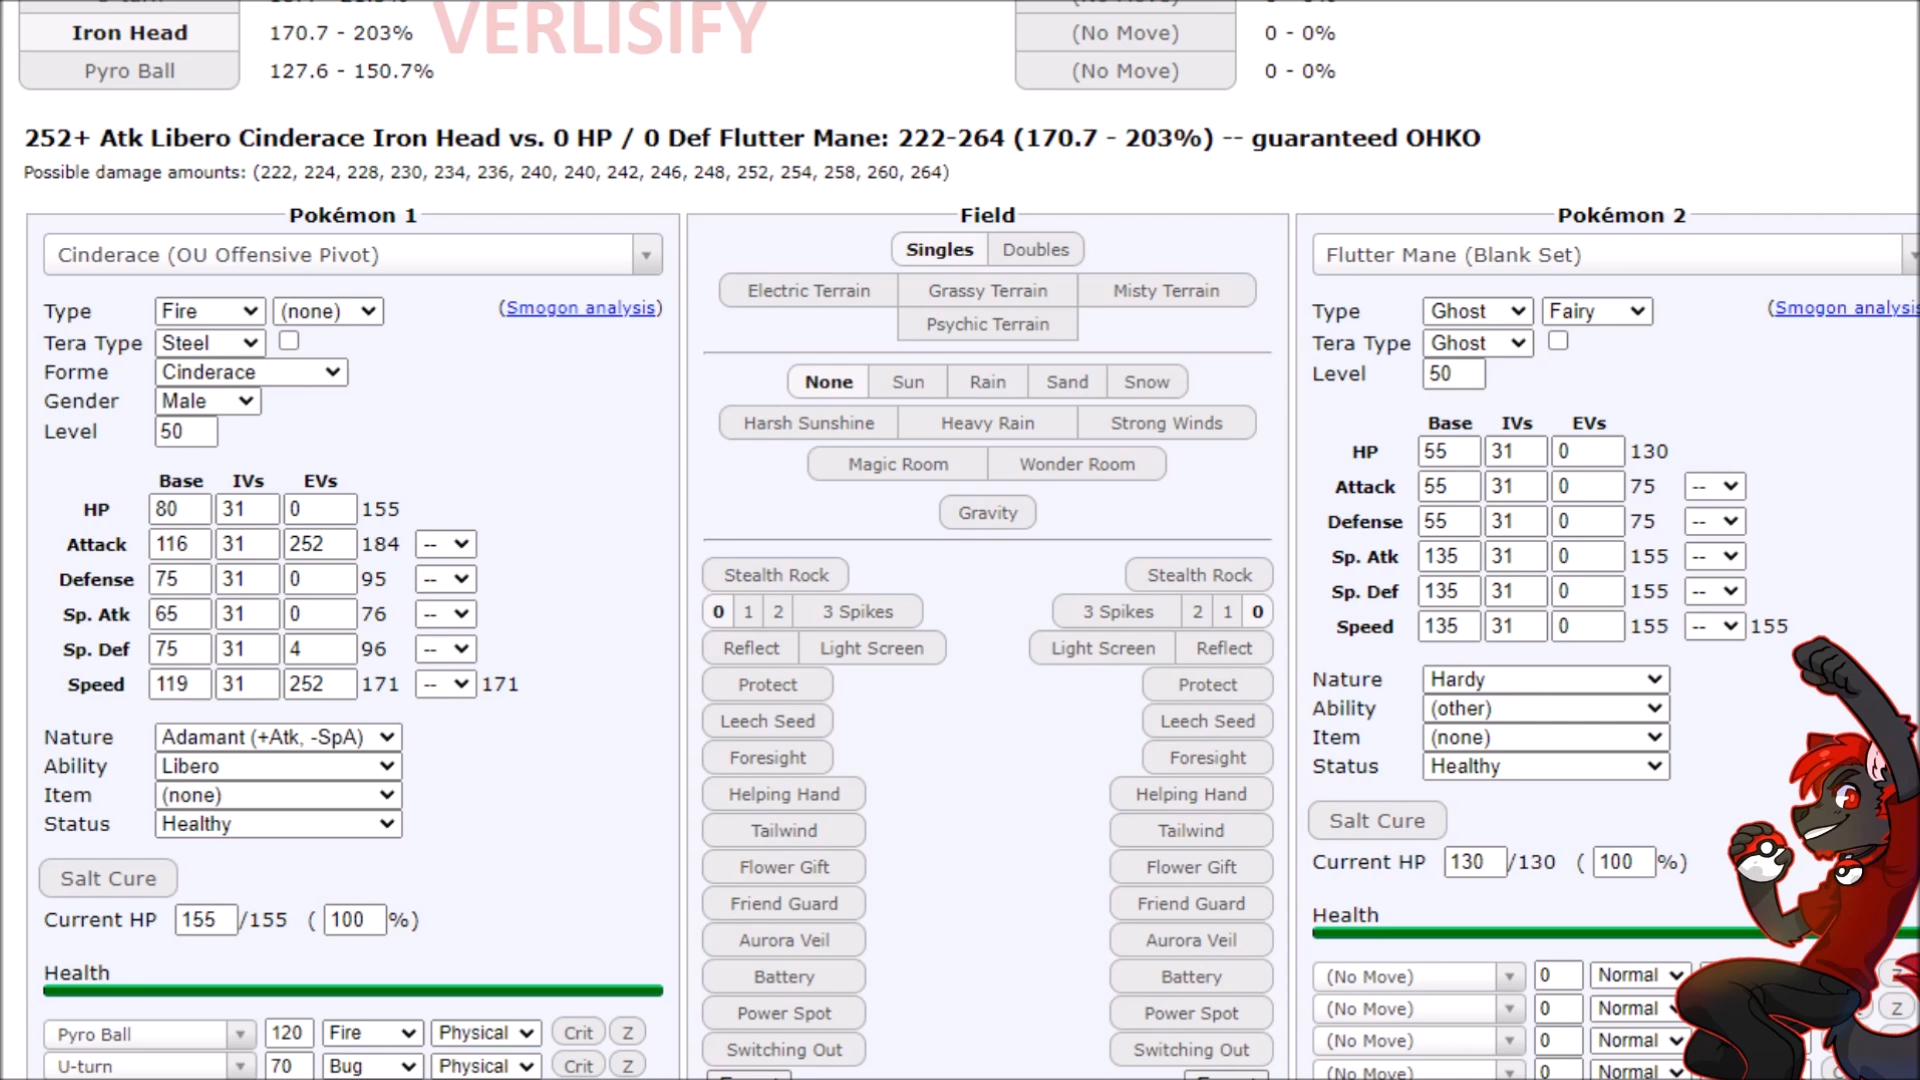 VERLISIFY
Iron Head 170.7 - 203% (No Move) 0 - 0%
Pyro Ball 127.6 - 150.7% (No Move) 0 - 0%
252+ Atk Libero Cinderace Iron Head vs. 0 HP / 0 Def Flutter Mane: 222-264 (170.7 - 203%) -- guaranteed OHKO
Possible damage amounts: (222, 224, 228, 230, 234, 236, 240, 240, 242, 246, 248, 252, 254, 258, 260, 264)
Pokémon 1
Cinderace (OU Offensive Pivot)
Type Fire (none) (Smogon analysis)
Tera Type Steel
Forme Cinderace
Gender Male
Level 50
Base IVs EVs
HP 80 31 0 155
Attack 116 31 252 184 --
Defense 75 31 0 95 --
Sp. Atk 65 31 0 76 --
Sp. Def 75 31 4 96 --
Speed 119 31 252 171 -- 171
Nature Adamant (+Atk, -SpA)
Ability Libero
Item (none)
Status Healthy
Salt Cure
Current HP 155 /155 ( 100 %)
Health
Pyro Ball 120 Fire Physical Crit Z
U-turn 70 Bug Physical Crit Z
Field
Singles Doubles
Electric Terrain Grassy Terrain Misty Terrain
Psychic Terrain
None Sun Rain Sand Snow
Harsh Sunshine Heavy Rain Strong Winds
Magic Room Wonder Room
Gravity
Stealth Rock Stealth Rock
0 1 2 3 Spikes 3 Spikes 2 1 0
Reflect Light Screen Light Screen Reflect
Protect Protect
Leech Seed Leech Seed
Foresight Foresight
Helping Hand Helping Hand
Tailwind Tailwind
Flower Gift Flower Gift
Friend Guard Friend Guard
Aurora Veil Aurora Veil
Battery Battery
Power Spot Power Spot
Switching Out Switching Out
Pokémon 2
Flutter Mane (Blank Set)
Type Ghost Fairy (Smogon analysis
Tera Type Ghost
Level 50
Base IVs EVs
HP 55 31 0 130
Attack 55 31 0 75 --
Defense 55 31 0 75 --
Sp. Atk 135 31 0 155 --
Sp. Def 135 31 0 155 --
Speed 135 31 0 155 -- 155
Nature Hardy
Ability (other)
Item (none)
Status Healthy
Salt Cure
Current HP 130 /130 ( 100 %)
Health
(No Move) 0 Normal Z
(No Move) 0 Normal Z
(No Move) 0 Normal
(No Move) 0 Normal